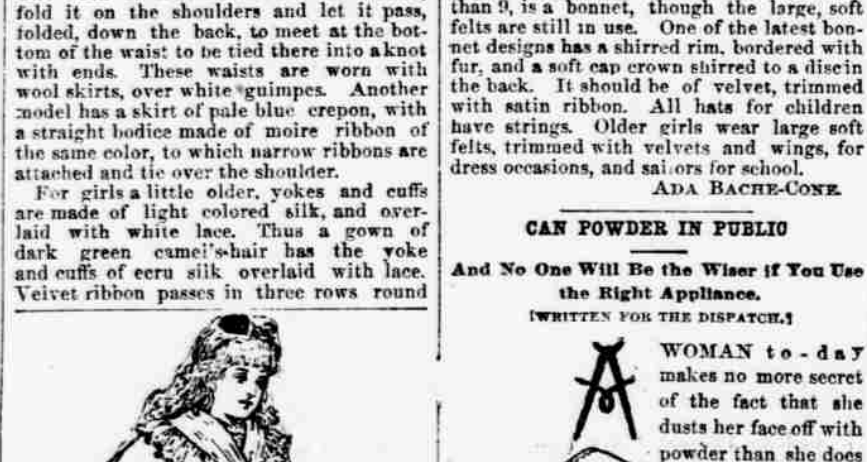 fold it on the shoulders and let it pass,
folded, down the back, to meet at the bot-
tom of the waist to be tied there into a knot
with ends. These waists are worn with
wool skirts, over white guimpes. Another
model has a skirt of pale blue crepon, with
a straight bodice made of moire ribbon of
the same color, to which narrow ribbons are
attached and tie over the shoulder.
For girls a little older, yokes and cuffs
are made of light colored silk, and over-
laid with white lace. Thus a gown of
dark green camel's-hair has the yoke
and cuffs of ecru silk overlaid with lace.
Velvet ribbon passes in three rows round
than 9, is a bonnet, though the large, soft
felts are still in use. One of the latest bon-
net designs has a shirred rim, bordered with
fur, and a soft cap crown shirred to a disc in
the back. It should be of velvet, trimmed
with satin ribbon. All hats for children
have strings. Older girls wear large soft
felts, trimmed with velvets and wings, for
dress occasions, and sailors for school.
ADA BACHE-CONE.
CAN POWDER IN PUBLIC
And No One Will Be the Wiser if You Use
the Right Appliance.
[WRITTEN FOR THE DISPATCH.]
A WOMAN to-day
makes no more secret
of the fact that she
dusts her face off with
powder than she does